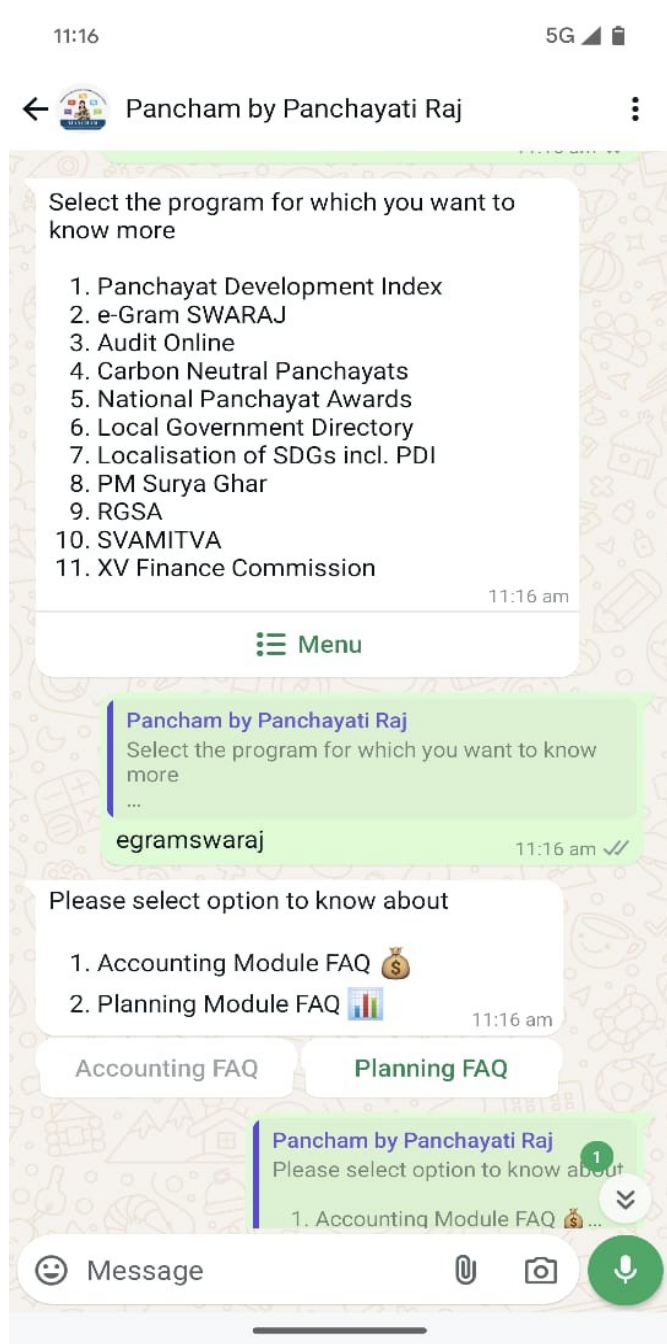 11:16
5G
Pancham by Panchayati Raj
Select the program for which you want to
know more
1. Panchayat Development Index
2. e-Gram SWARAJ
3. Audit Online
4. Carbon Neutral Panchayats
5. National Panchayat Awards
6. Local Government Directory
7. Localisation of SDGs incl. PDI
8. PM Surya Ghar
9. RGSA
10. SVAMITVA
11. XV Finance Commission
11:16 am
Menu
Pancham by Panchayati Raj
Select the program for which you want to know
more
...
egramswaraj
11:16 am
Please select option to know about
1. Accounting Module FAQ 💰
2. Planning Module FAQ 📊
11:16 am
Accounting FAQ
Planning FAQ
Pancham by Panchayati Raj
1
Please select option to know about
1. Accounting Module FAQ 💰...
Message